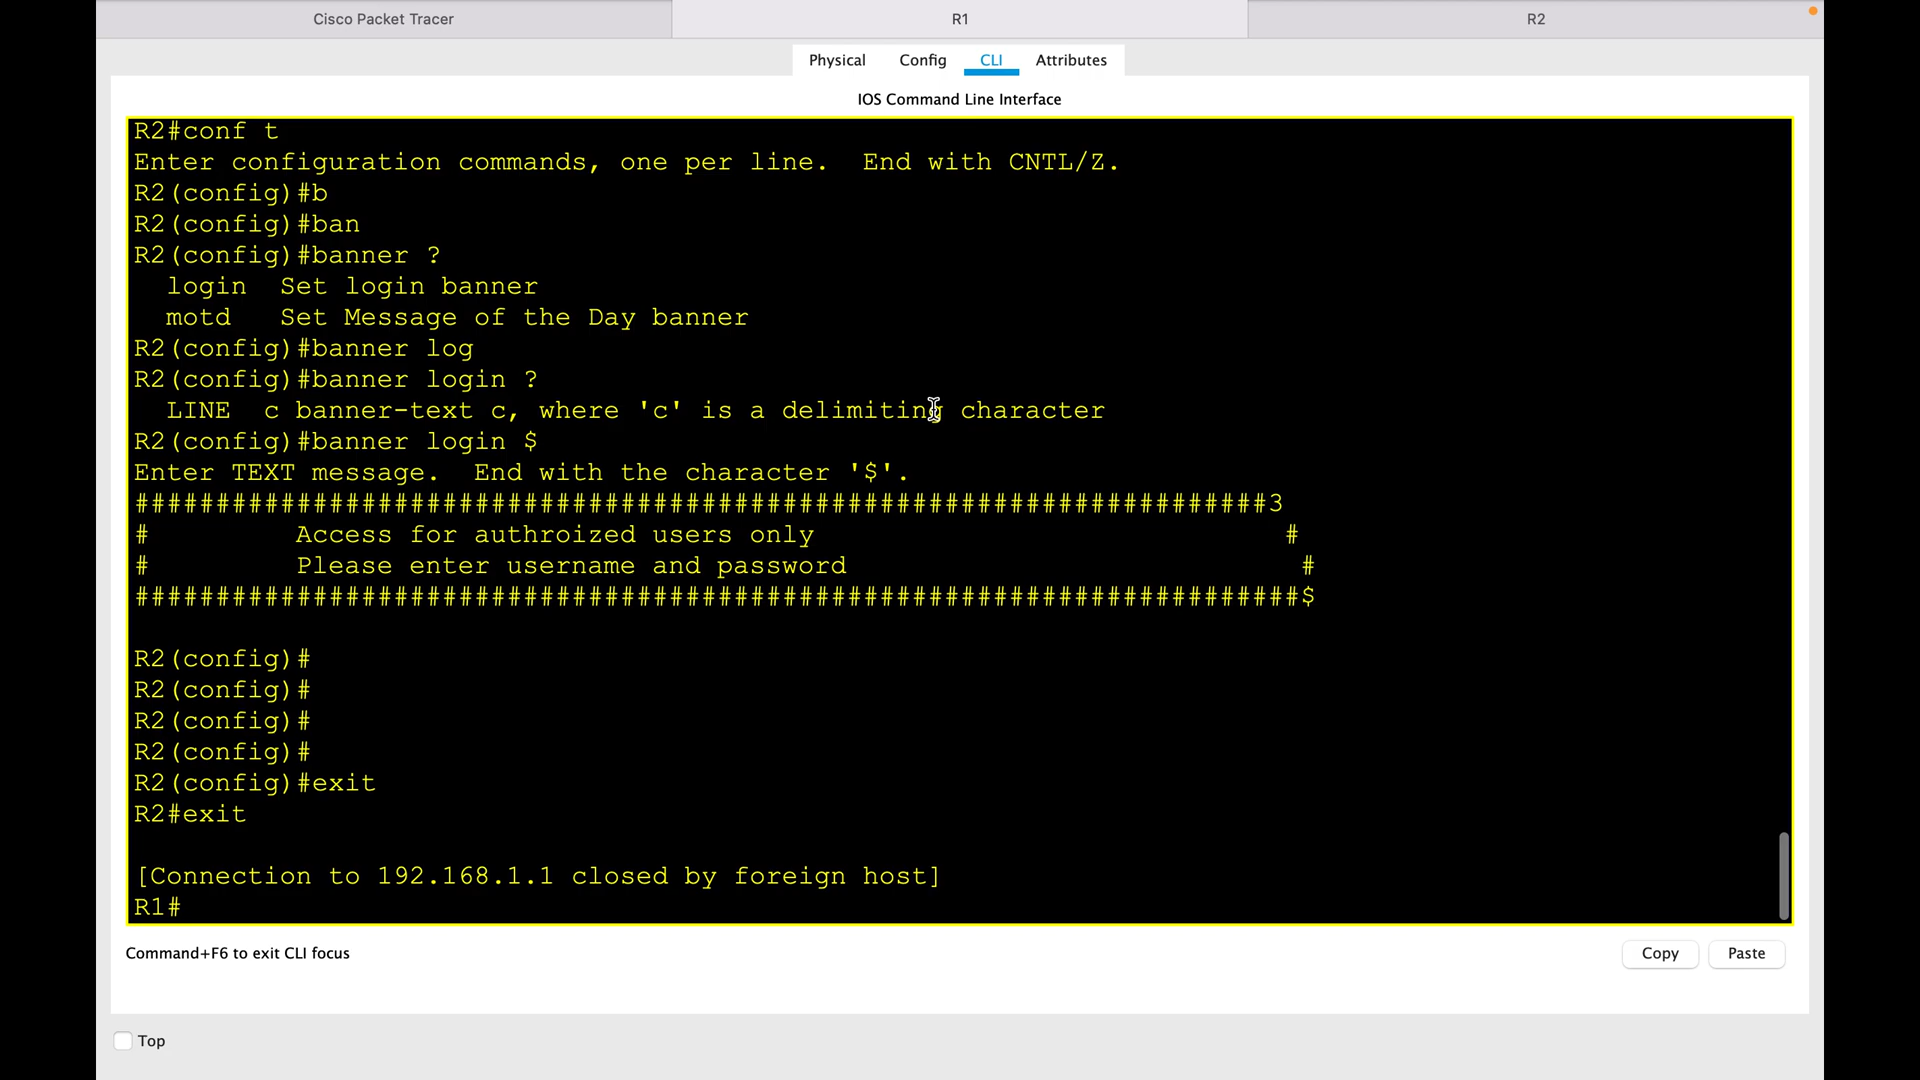 Cisco Packet Tracer
R1
R2
Physical
Config
CLI
Attributes
IOS Command Line Interface
R2#conf t
Enter configuration commands, one per line.  End with CNTL/Z.
R2(config)#b
R2(config)#ban
R2(config)#banner ?
  login  Set login banner
  motd   Set Message of the Day banner
R2(config)#banner log
R2(config)#banner login ?
  LINE  c banner-text c, where 'c' is a delimiting character
R2(config)#banner login $
Enter TEXT message.  End with the character '$'.
######################################################################3
#         Access for authroized users only                             #
#         Please enter username and password                            #
########################################################################$
R2(config)#
R2(config)#
R2(config)#
R2(config)#
R2(config)#exit
R2#exit
[Connection to 192.168.1.1 closed by foreign host]
R1#
Command+F6 to exit CLI focus
Copy
Paste
Top